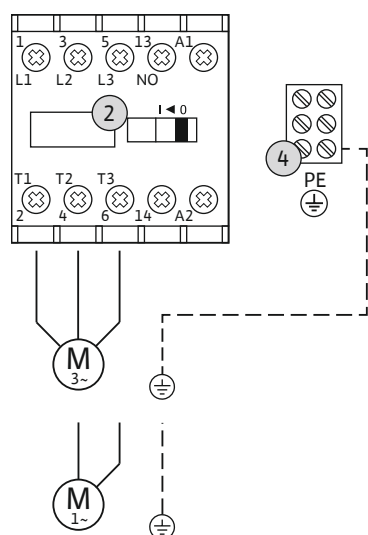 1 3 5 13 A1
L1 L2 L3 NO
2
I ◄ 0
4
PE
T1 T2 T3
2 4 6 14 A2
M
3~
M
1~